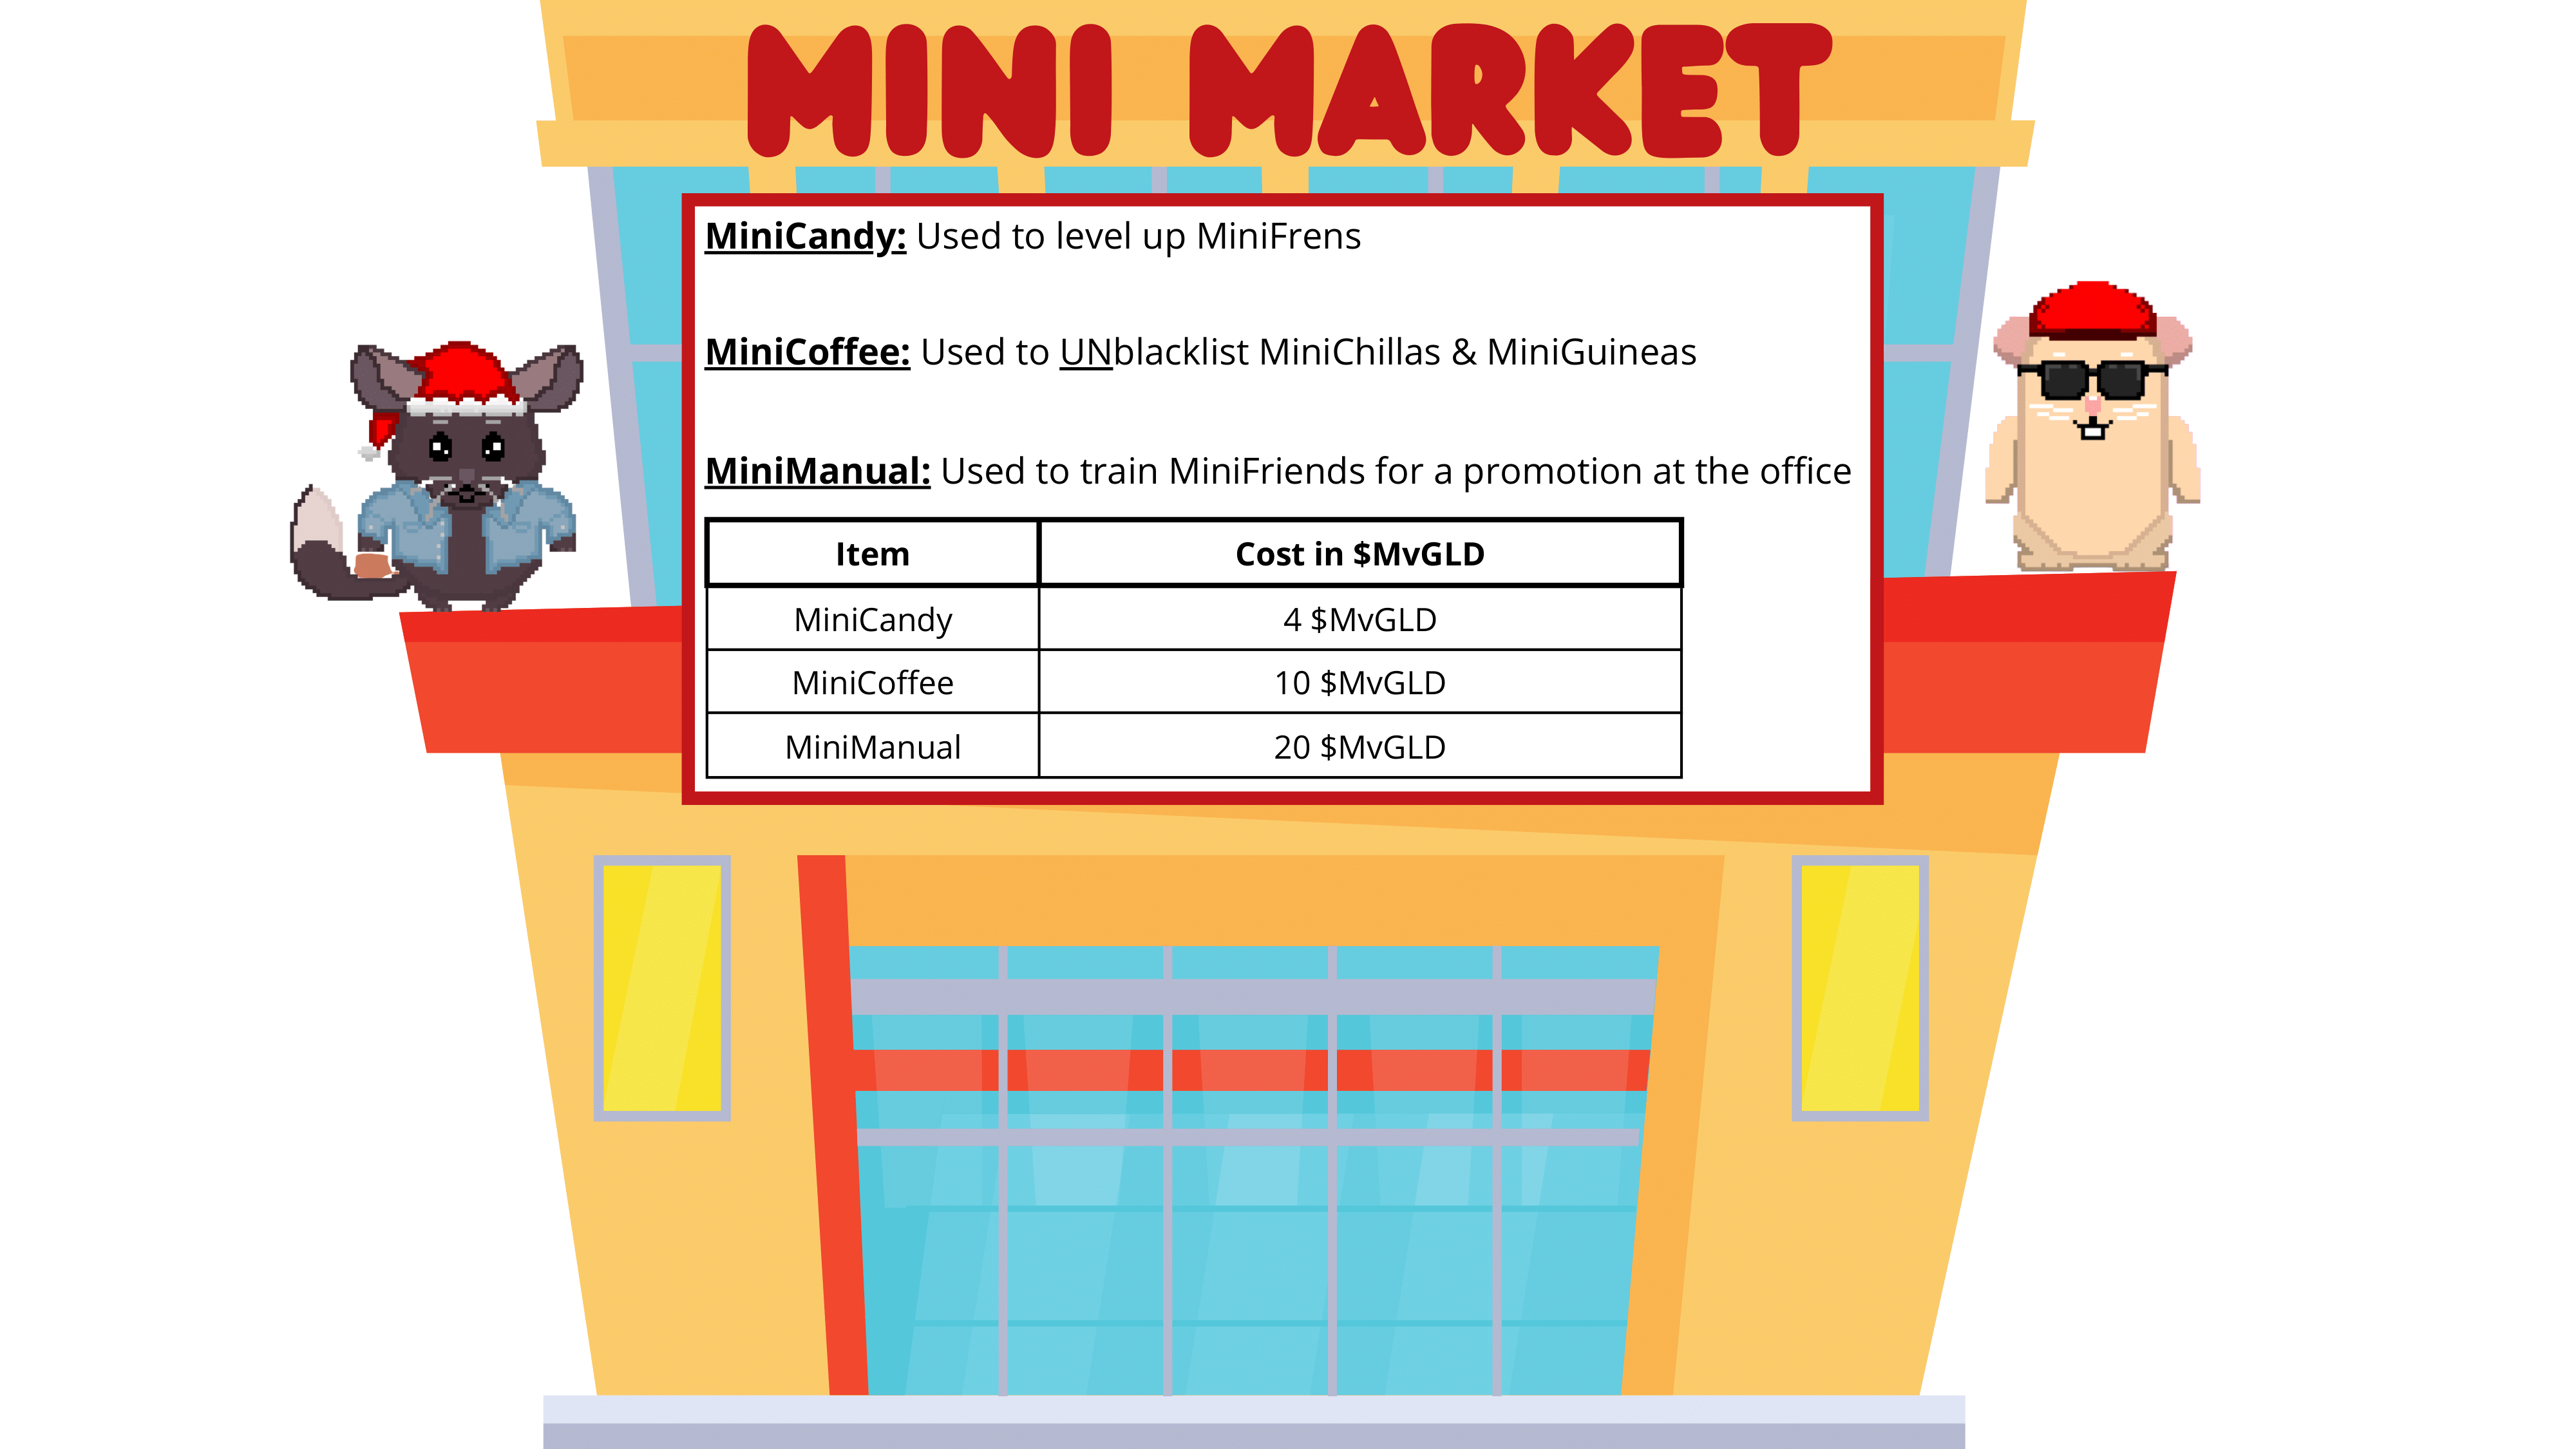 MINI MARKET
MiniCandy: Used to level up MiniFrens
MiniCoffee: Used to UNblacklist MiniChillas & MiniGuineas
MiniManual: Used to train MiniFriends for a promotion at the office
Item Cost in $MvGLD
MiniCandy 4 $MvGLD
MiniCoffee 10 $MvGLD
MiniManual 20 $MvGLD